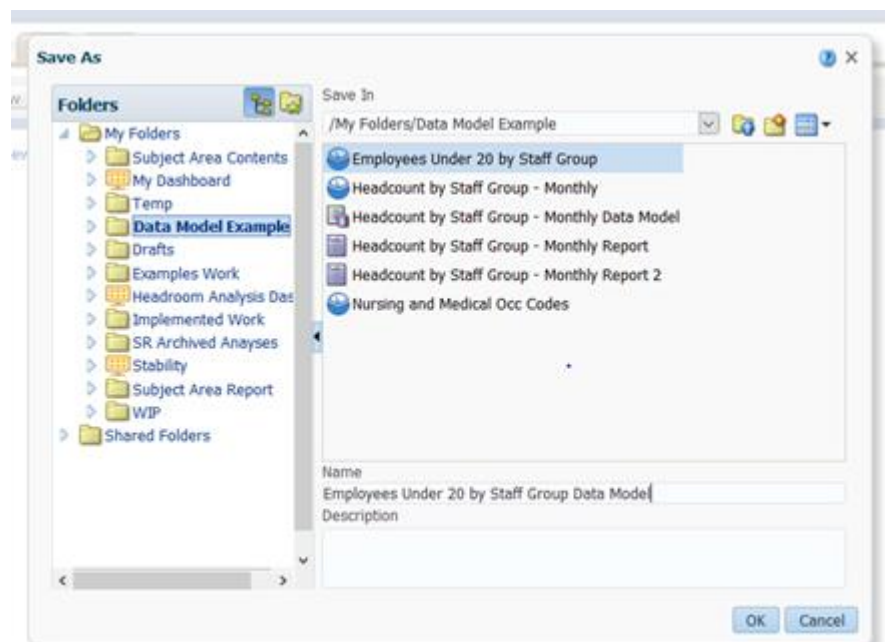 Save As
Folders
My Folders
Subject Area Contents
My Dashboard
Temp
Data Model Example
Drafts
Examples Work
Headroom Analysis Das
Implemented Work
SR Archived Anayses
Stability
Subject Area Report
WIP
Shared Folders
Save In
/My Folders/Data Model Example
Employees Under 20 by Staff Group
Headcount by Staff Group - Monthly
Headcount by Staff Group - Monthly Data Model
Headcount by Staff Group - Monthly Report
Headcount by Staff Group - Monthly Report 2
Nursing and Medical Occ Codes
Name
Employees Under 20 by Staff Group Data Model
Description
OK
Cancel